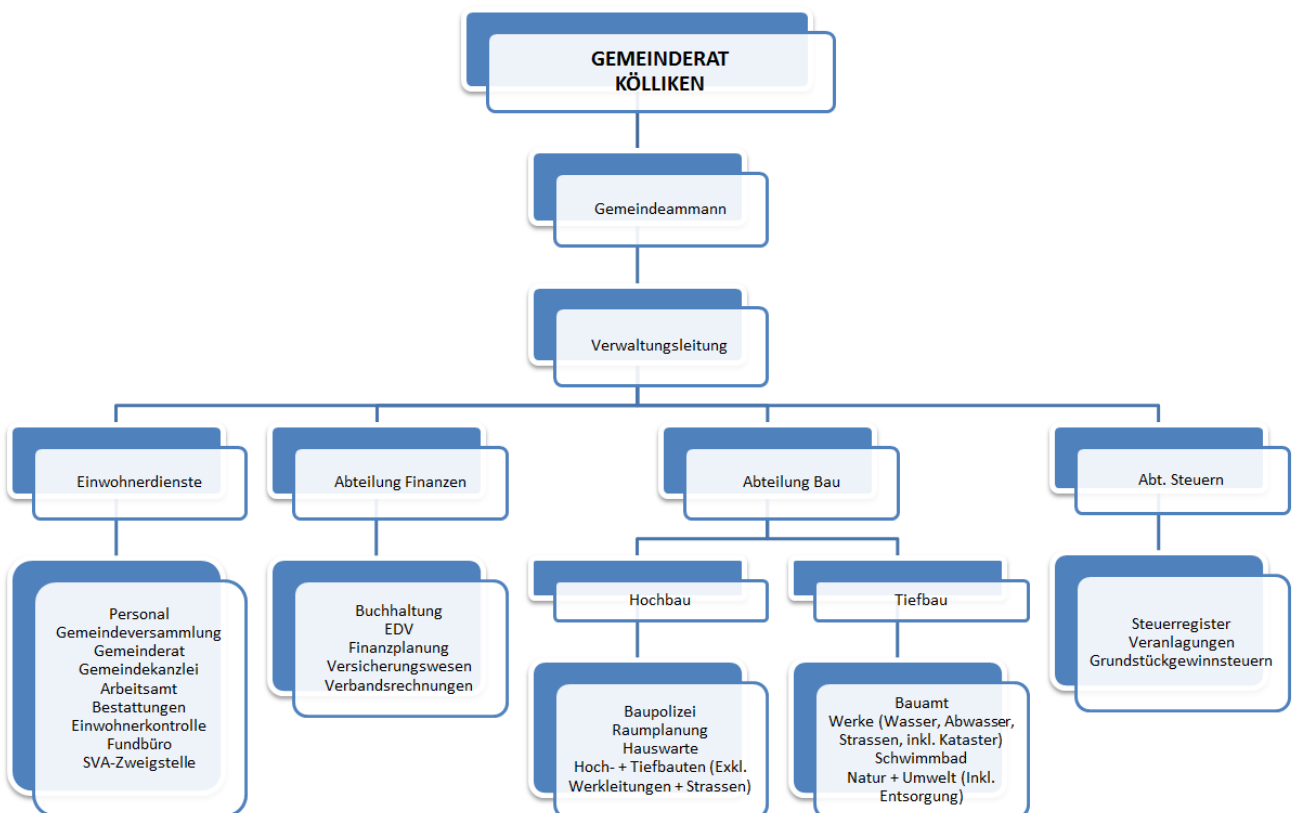 GEMEINDERAT
KÖLLIKEN
Gemeindeammann
Verwaltungsleitung
Einwohnerdienste
Abteilung Finanzen
Abteilung Bau
Abt. Steuern
Personal
Gemeindeversammlung
Gemeinderat
Gemeindekanzlei
Arbeitsamt
Bestattungen
Einwohnerkontrolle
Fundbüro
SVA-Zweigstelle
Buchhaltung
EDV
Finanzplanung
Versicherungswesen
Verbandsrechnungen
Hochbau
Tiefbau
Baupolizei
Raumplanung
Hauswarte
Hoch- + Tiefbauten (Exkl.
Werkleitungen + Strassen)
Bauamt
Werke (Wasser, Abwasser,
Strassen, inkl. Kataster)
Schwimmbad
Natur + Umwelt (Inkl.
Entsorgung)
Steuerregister
Veranlagungen
Grundstückgewinnsteuern